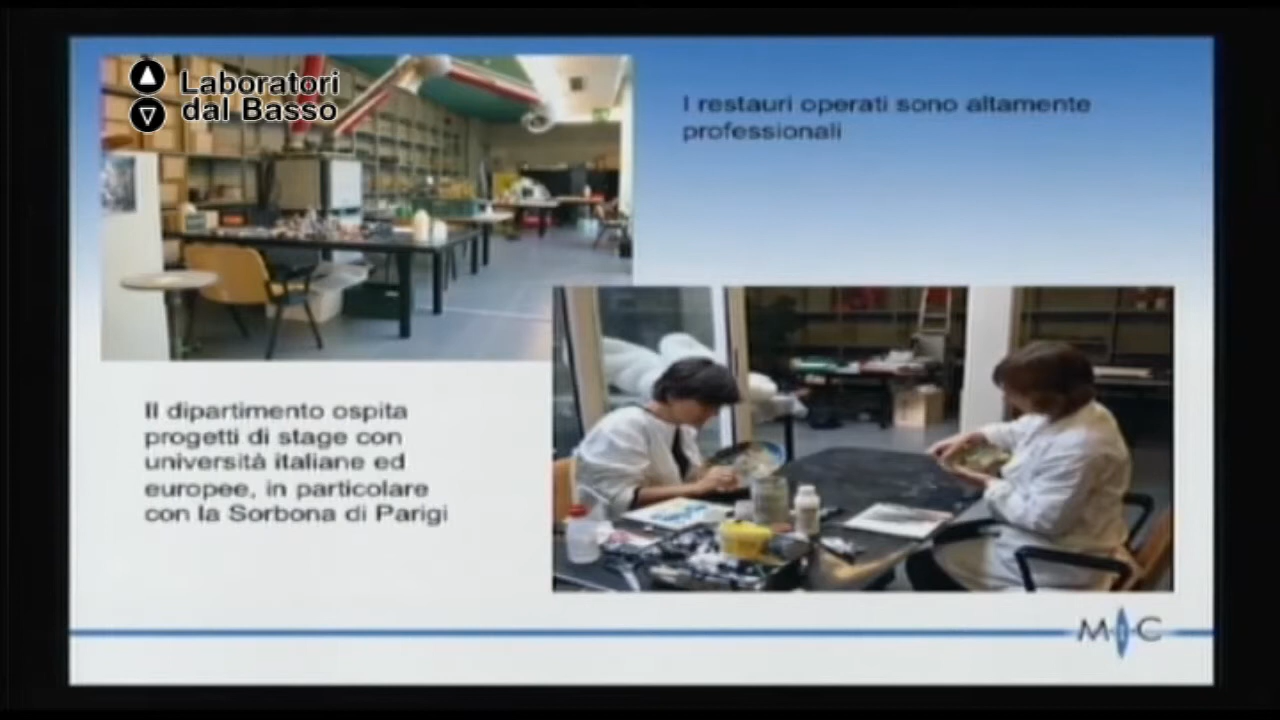 Laboratori
dal Basso
I restauri operati sono altamente
professionali
Il dipartimento ospita
progetti di stage con
università italiane ed
europee, in particolare
con la Sorbona di Parigi
MIC